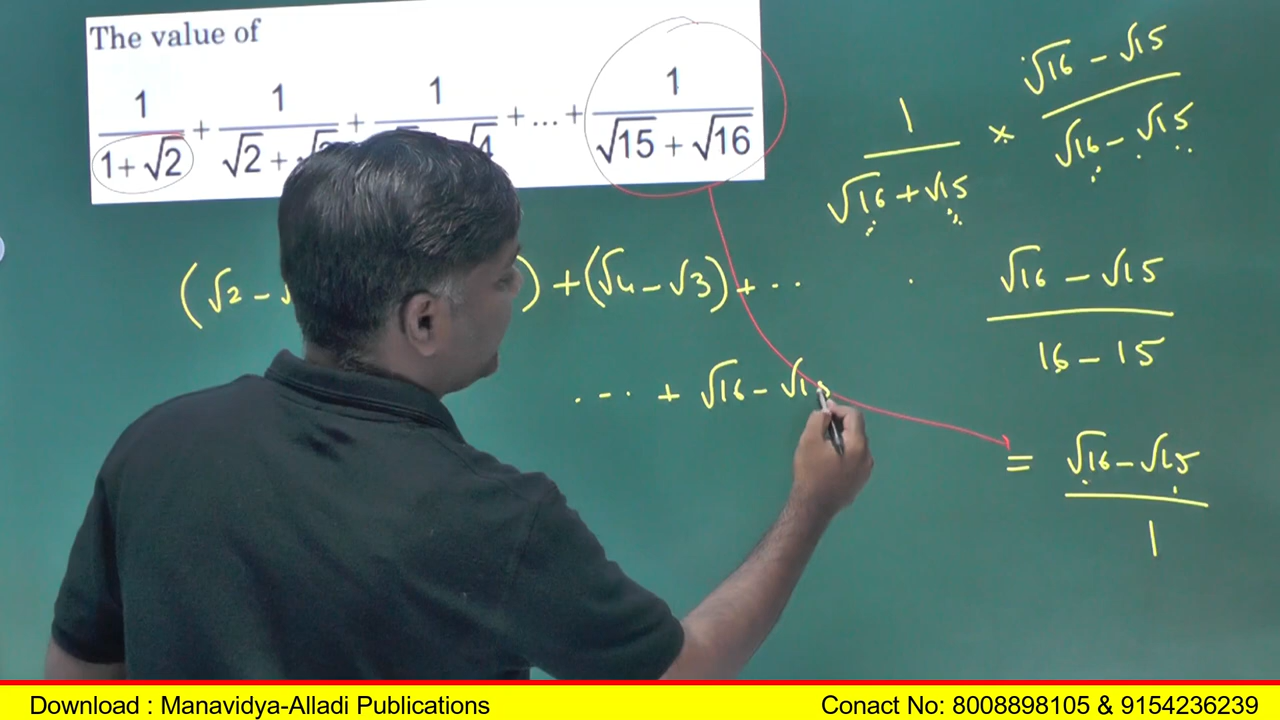 The value of
1/(1+√2) + 1/(√2+ + 1/ √4 +...+ 1/(√15+√16)
1/(√16+√15) × (√16-√15)/(√16-√15)
(√2-√ )+(√4-√3)+...
(√16-√15)/(16-15)
... + √16-√1
= (√16-√15)/1
Download : Manavidya-Alladi Publications
Conact No: 8008898105 & 9154236239